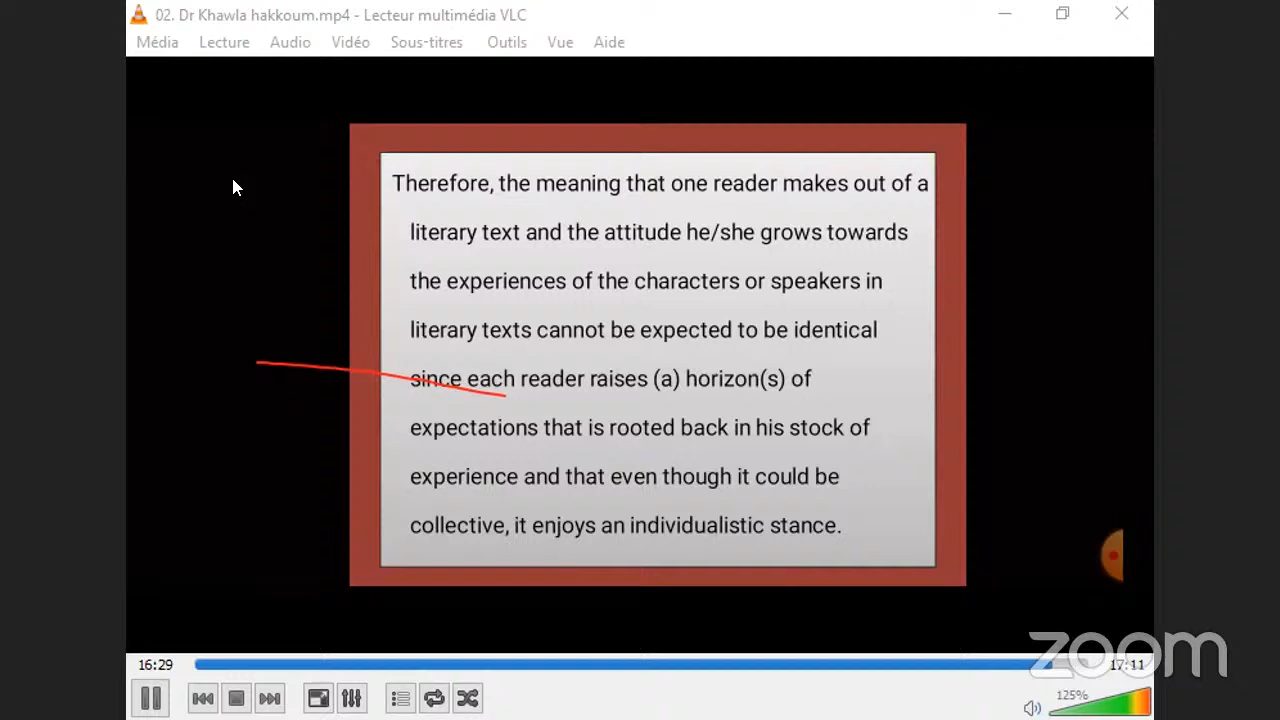 02. Dr Khawla hakkoum.mp4 - Lecteur multimédia VLC
Média Lecture Audio Vidéo Sous-titres Outils Vue Aide
Therefore, the meaning that one reader makes out of a
literary text and the attitude he/she grows towards
the experiences of the characters or speakers in
literary texts cannot be expected to be identical
since each reader raises (a) horizon(s) of
expectations that is rooted back in his stock of
experience and that even though it could be
collective, it enjoys an individualistic stance.
zoom
16:29 17:11
125%